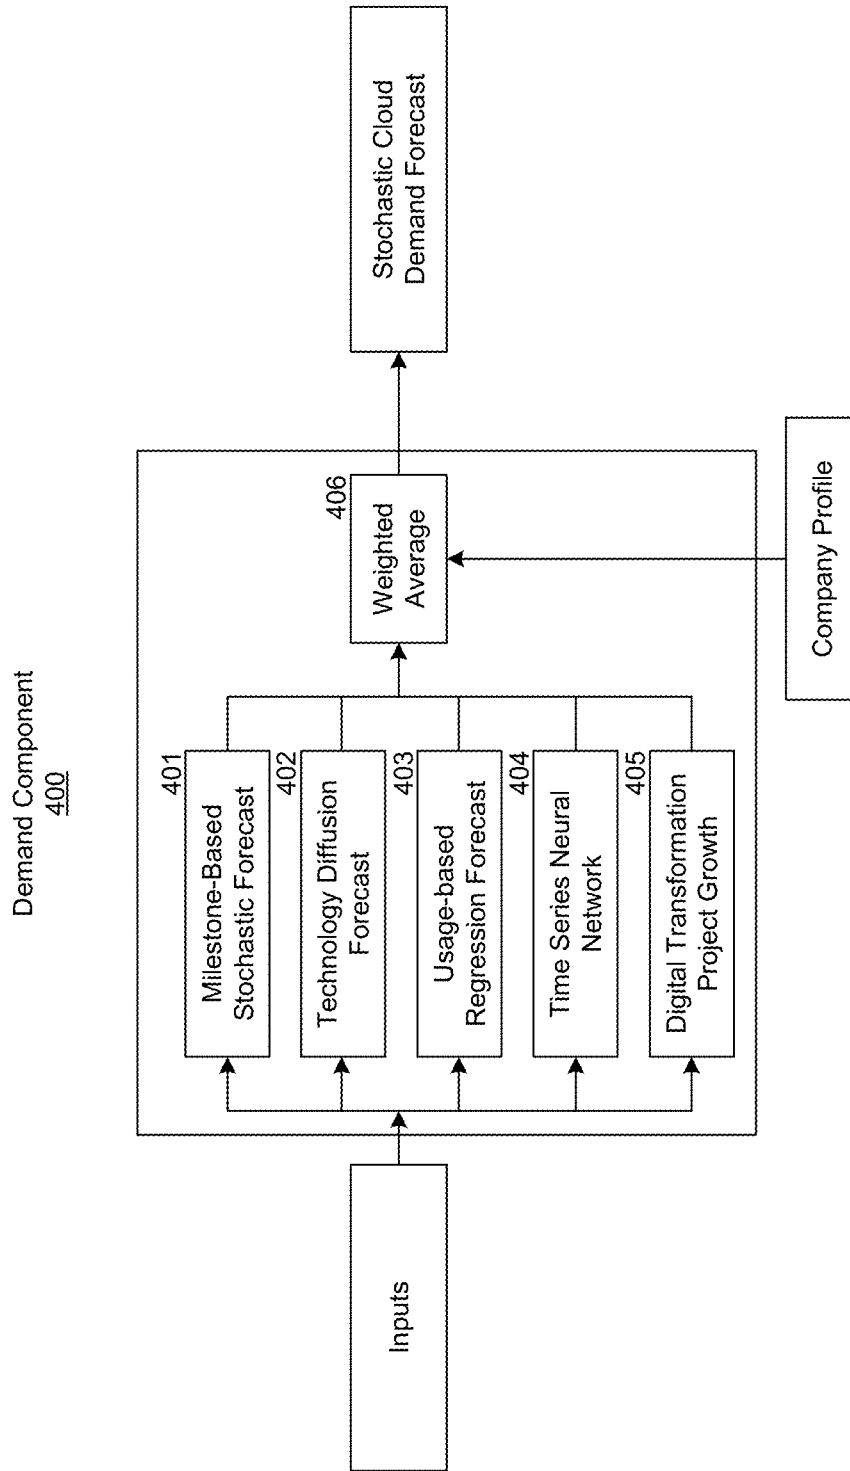 Demand Component
400
Inputs
401
Milestone-Based
Stochastic Forecast
402
Technology Diffusion
Forecast
403
Usage-based
Regression Forecast
404
Time Series Neural
Network
405
Digital Transformation
Project Growth
406
Weighted
Average
Company Profile
Stochastic Cloud
Demand Forecast